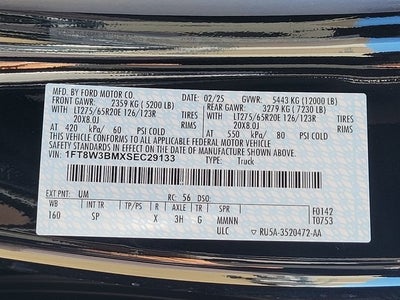 MFD. BY FORD MOTOR CO. 02/25 GVWR: 5443 KG (12000 LB)
FRONT GAWR: 2359 KG ( 5200 LB) REAR GAWR: 3279 KG ( 7230 LB)
LT275/65R20E 126/123R TIRES LT275/65R20E 126/123R TIRES
20X8.0J RIMS 20X8.0J RIMS
AT 420 kPa/ 60 PSI COLD AT 550 kPa/ 80 PSI COLD
THIS VEHICLE CONFORMS TO ALL APPLICABLE FEDERAL MOTOR VEHICLE
SAFETY STANDARDS IN EFFECT ON THE DATE OF MANUFACTURE SHOWN ABOVE.
VIN: 1FT8W3BMXSEC29133 TYPE: Truck
EXT PNT: UM RC: 56 DSO:
WB INT TR TP/PS R AXLE TR SPR F0142
160 SP X 3H G MMNN T0753
ULC RU5A-3520472-AA